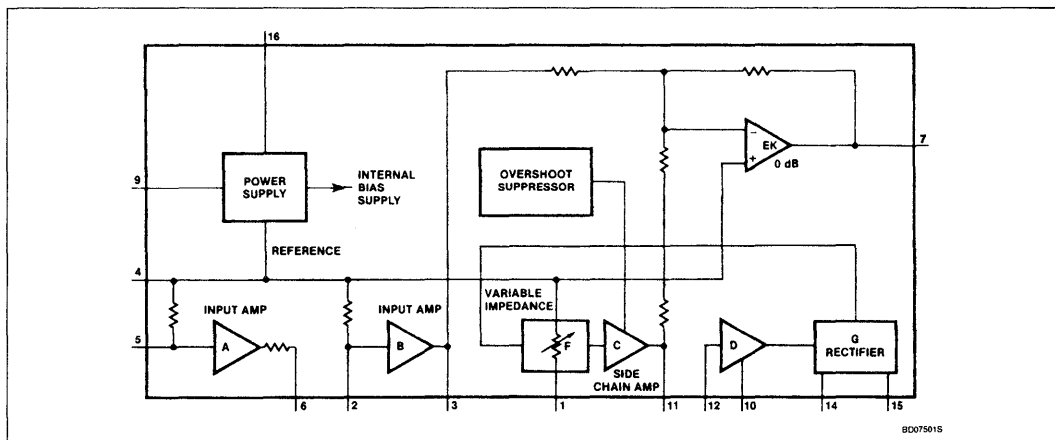 16
EK
0 dB
7
POWER
SUPPLY
INTERNAL
BIAS
SUPPLY
OVERSHOOT
SUPPRESSOR
9
REFERENCE
4
VARIABLE
IMPEDANCE
INPUT AMP
INPUT AMP
5
A
B
F
C
D
G
RECTIFIER
SIDE
CHAIN AMP
6
2
3
1
11
12
10
14
15
BD07501S